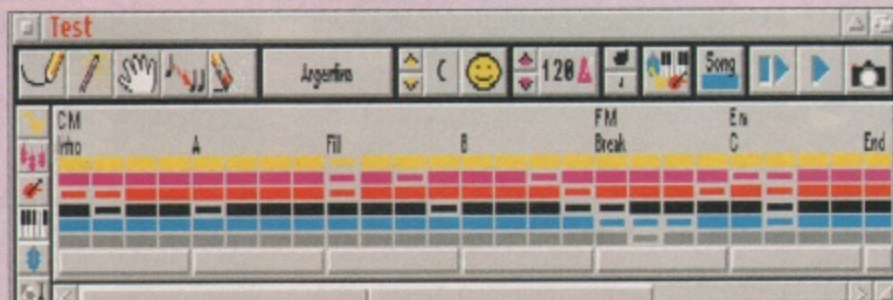 Test
Argentina C 120 Song
CM FM Em
Intro A Fill B Break C End